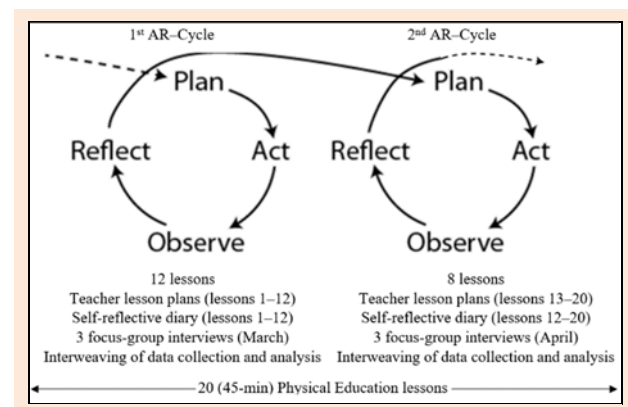 1st AR–Cycle
2nd AR–Cycle
Plan
Act
Observe
Reflect
Plan
Act
Observe
Reflect
12 lessons
Teacher lesson plans (lessons 1–12)
Self-reflective diary (lessons 1–12)
3 focus-group interviews (March)
Interweaving of data collection and analysis
8 lessons
Teacher lesson plans (lessons 13–20)
Self-reflective diary (lessons 12–20)
3 focus-group interviews (April)
Interweaving of data collection and analysis
20 (45-min) Physical Education lessons